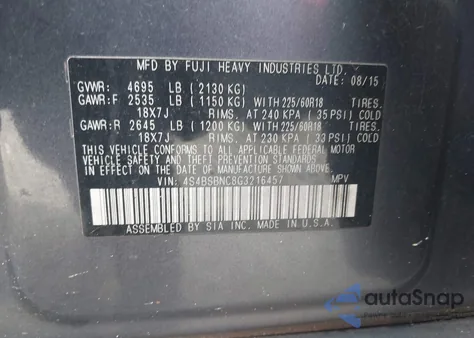 MFD BY FUJI HEAVY INDUSTRIES LTD.
DATE: 08/15
GVWR: 4695 LB (2130 KG)
GAWR:F 2535 LB (1150 KG) WITH 225/60R18 TIRES.
18X7J RIMS. AT 240 KPA (35 PSI) COLD
GAWR:R 2645 LB (1200 KG) WITH 225/60R18 TIRES.
18X7J RIMS. AT 230 KPA (33 PSI) COLD
THIS VEHICLE CONFORMS TO ALL APPLICABLE FEDERAL MOTOR
VEHICLE SAFETY AND THEFT PREVENTION STANDARDS
IN EFFECT ON THE DATE OF MANUFACTURE SHOWN ABOVE.
VIN: 4S4BSBNC8G3216457 MPV
ASSEMBLED BY SIA INC. MADE IN U.S.A.
autoSnap